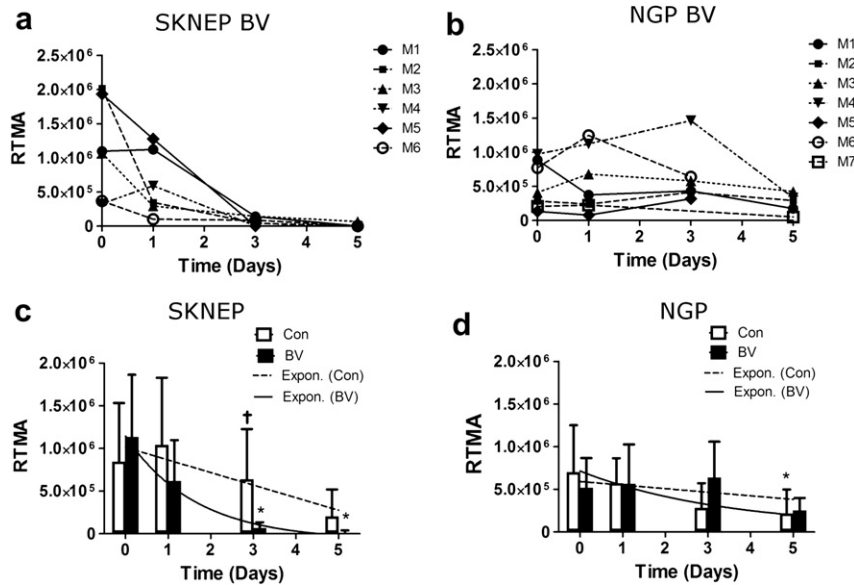 a
SKNEP BV
2.5×10⁶
2.0×10⁶
1.5×10⁶
1.0×10⁶
5.0×10⁵
0
RTMA
0 1 2 3 4 5
Time (Days)
M1
M2
M3
M4
M5
M6
b
NGP BV
2.5×10⁶
2.0×10⁶
1.5×10⁶
1.0×10⁶
5.0×10⁵
0
RTMA
0 1 2 3 4 5
Time (Days)
M1
M2
M3
M4
M5
M6
M7
c
SKNEP
Con
BV
Expon. (Con)
Expon. (BV)
2.0×10⁶
1.5×10⁶
1.0×10⁶
5.0×10⁵
0
RTMA
†
*
*
0 1 2 3 4 5
Time (Days)
d
NGP
Con
BV
Expon. (Con)
Expon. (BV)
2.0×10⁶
1.5×10⁶
1.0×10⁶
5.0×10⁵
0
RTMA
*
0 1 2 3 4 5
Time (Days)